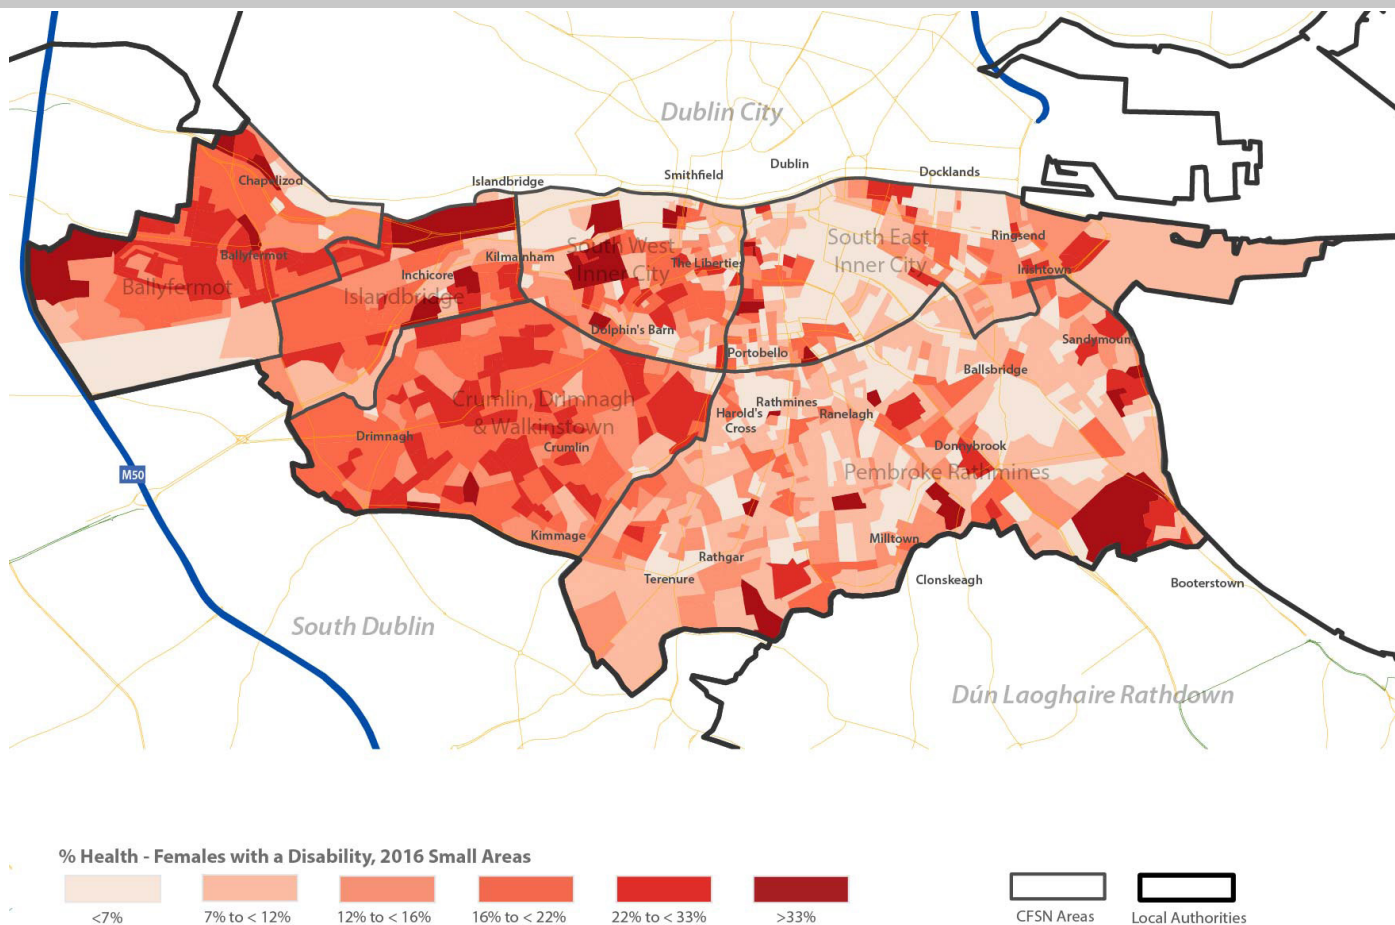 Dublin City
Dublin
Smithfield
Docklands
Chapelizod
Islandbridge
South West
Inner City
South East
Inner City
Ringsend
Ballyfermot
Kilmainham
The Liberties
Irishtown
Inchicore
Ballyfermot
Islandbridge
Dolphin's Barn
Sandymoun
Portobello
Ballsbridge
Crumlin, Drimnagh
& Walkinstown
Rathmines
Harold's
Cross
Ranelagh
Drimnagh
Crumlin
Donnybrook
Pembroke Rathmines
M50
Kimmage
Milltown
Rathgar
Terenure
Clonskeagh
Booterstown
South Dublin
Dún Laoghaire Rathdown
% Health - Females with a Disability, 2016 Small Areas
<7%
7% to < 12%
12% to < 16%
16% to < 22%
22% to < 33%
>33%
CFSN Areas
Local Authorities